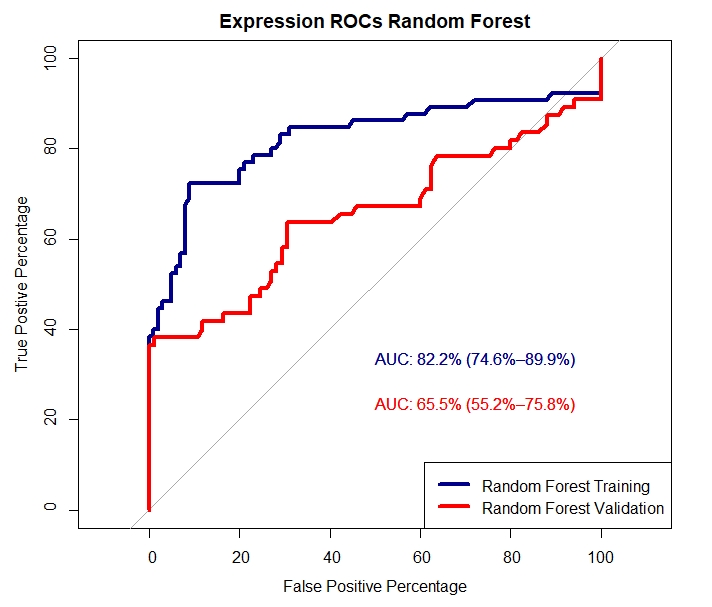 Expression ROCs Random Forest
True Postive Percentage
100
80
60
40
20
0
AUC: 82.2% (74.6%–89.9%)
AUC: 65.5% (55.2%–75.8%)
Random Forest Training
Random Forest Validation
0 20 40 60 80 100
False Positive Percentage